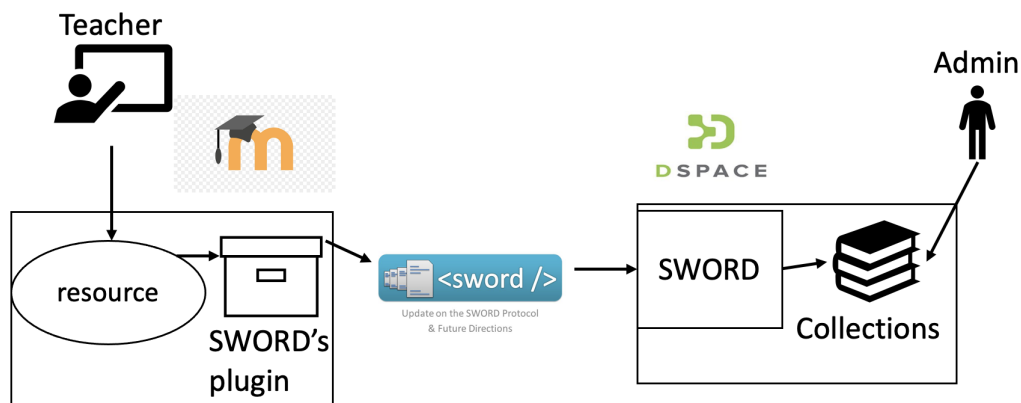 Teacher
Admin
m
DSPACE
resource
SWORD's
plugin
<sword />
Update on the SWORD Protocol
& Future Directions
SWORD
Collections